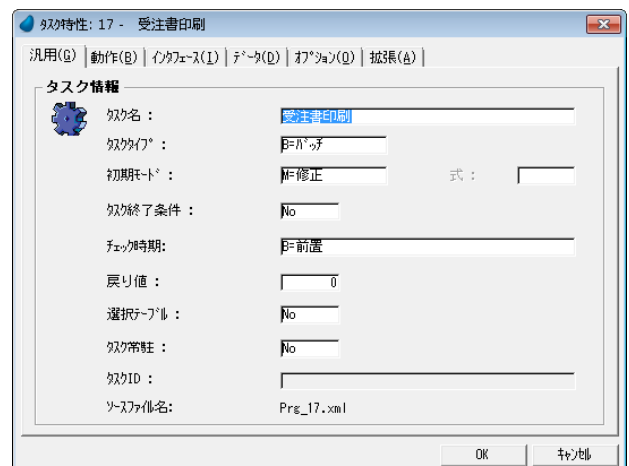 ﾀｽｸ特性: 17 -　受注書印刷
汎用(G) 動作(B) ｲﾝﾀﾌｪｰｽ(I) ﾃﾞｰﾀ(D) ｵﾌﾟｼｮﾝ(O) 拡張(A)
タスク情報
ﾀｽｸ名： 受注書印刷
ﾀｽｸﾀｲﾌﾟ： B=ﾊﾞｯﾁ
初期ﾓｰﾄﾞ： M=修正 式：
ﾀｽｸ終了条件： No
ﾁｪｯｸ時期: B=前置
戻り値： 0
選択ﾃｰﾌﾞﾙ： No
ﾀｽｸ常駐： No
ﾀｽｸID：
ｿｰｽﾌｧｲﾙ名: Prg_17.xml
OK ｷｬﾝｾﾙ